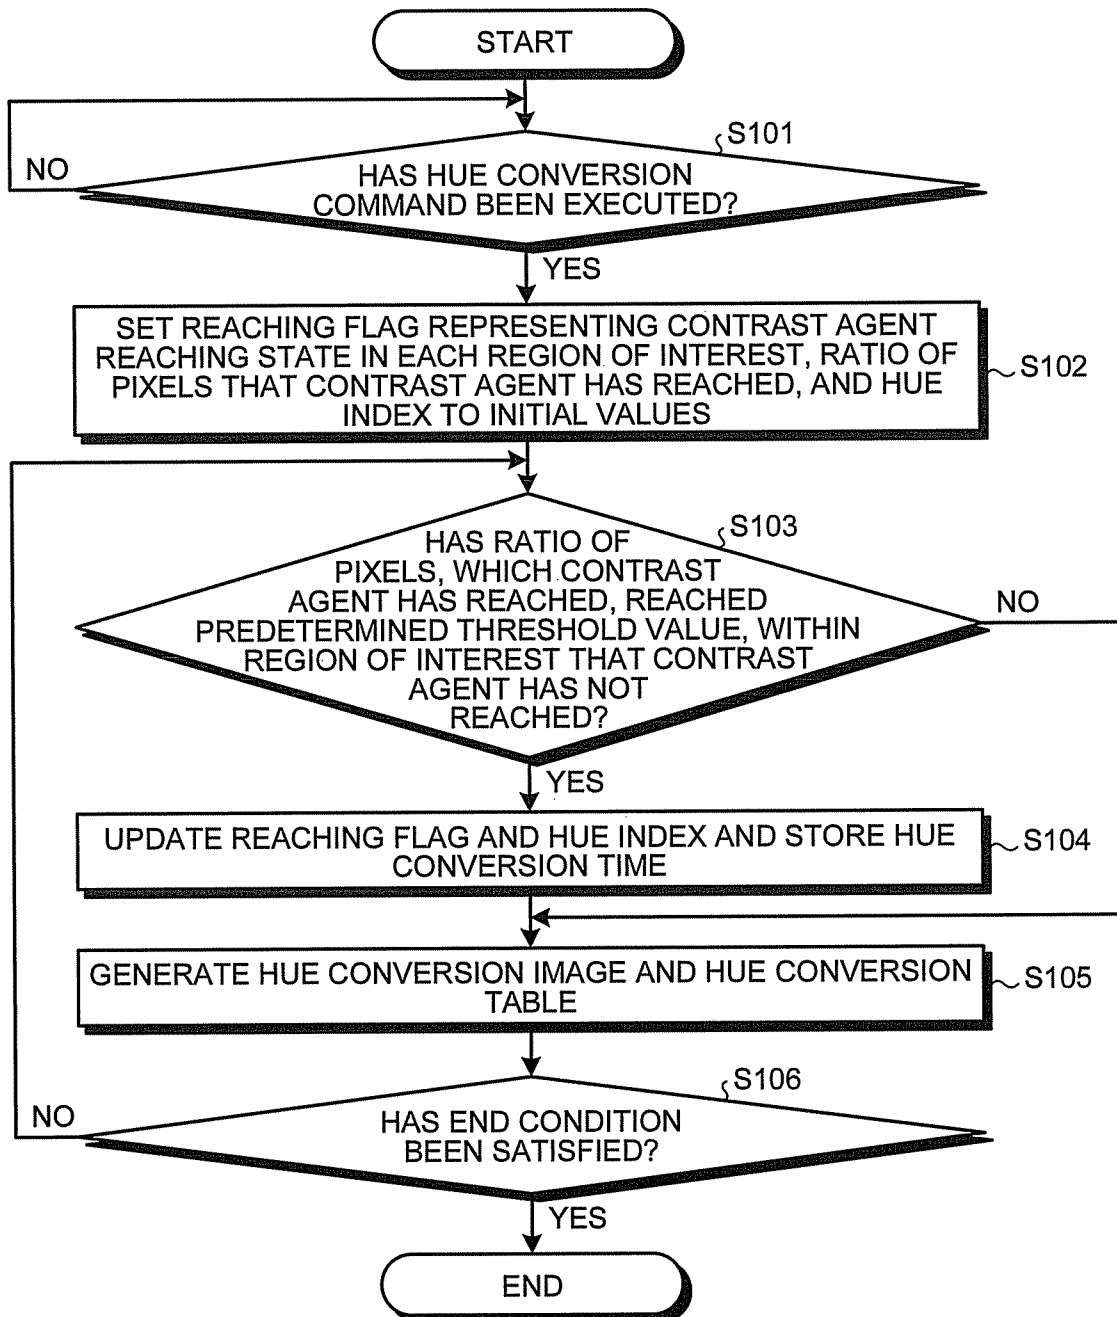 START
S101
HAS HUE CONVERSION
COMMAND BEEN EXECUTED?
NO
YES
SET REACHING FLAG REPRESENTING CONTRAST AGENT
REACHING STATE IN EACH REGION OF INTEREST, RATIO OF
PIXELS THAT CONTRAST AGENT HAS REACHED, AND HUE
INDEX TO INITIAL VALUES
S102
S103
HAS RATIO OF
PIXELS, WHICH CONTRAST
AGENT HAS REACHED, REACHED
PREDETERMINED THRESHOLD VALUE, WITHIN
REGION OF INTEREST THAT CONTRAST
AGENT HAS NOT
REACHED?
NO
YES
UPDATE REACHING FLAG AND HUE INDEX AND STORE HUE
CONVERSION TIME
S104
GENERATE HUE CONVERSION IMAGE AND HUE CONVERSION
TABLE
S105
S106
HAS END CONDITION
BEEN SATISFIED?
NO
YES
END